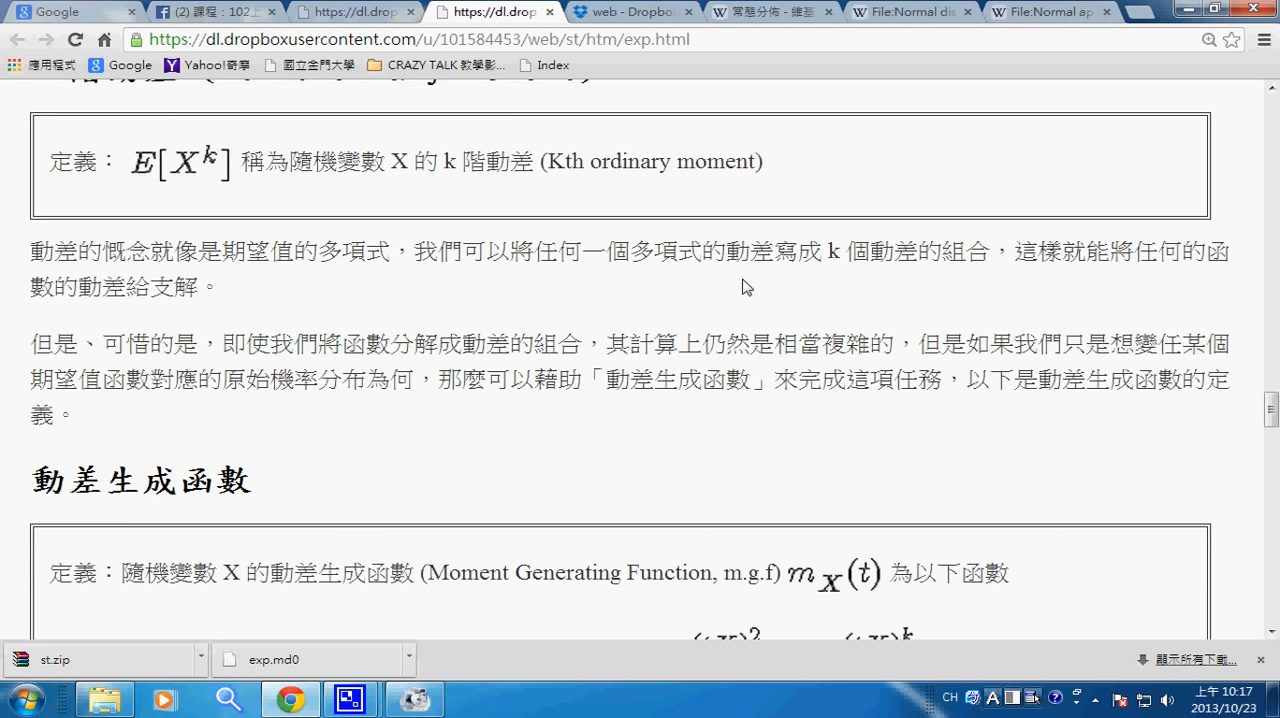 Google
(2) 課程：102上
https://dl.drop
https://dl.drop
web - Dropbox
常態分佈 - 維基
File:Normal dis
File:Normal ap
https://dl.dropboxusercontent.com/u/101584453/web/st/htm/exp.html
應用程式 Google Yahoo!奇摩 國立金門大學 CRAZY TALK 教學影... Index
定義： E[X^k] 稱為隨機變數 X 的 k 階動差 (Kth ordinary moment)
動差的慨念就像是期望值的多項式，我們可以將任何一個多項式的動差寫成 k 個動差的組合，這樣就能將任何的函
數的動差給支解。
但是、可惜的是，即使我們將函數分解成動差的組合，其計算上仍然是相當複雜的，但是如果我們只是想變任某個
期望值函數對應的原始機率分布為何，那麼可以藉助「動差生成函數」來完成這項任務，以下是動差生成函數的定
義。
動差生成函數
定義：隨機變數 X 的動差生成函數 (Moment Generating Function, m.g.f) m_X(t) 為以下函數
st.zip
exp.md0
顯示所有下載...
CH
上午 10:17
2013/10/23